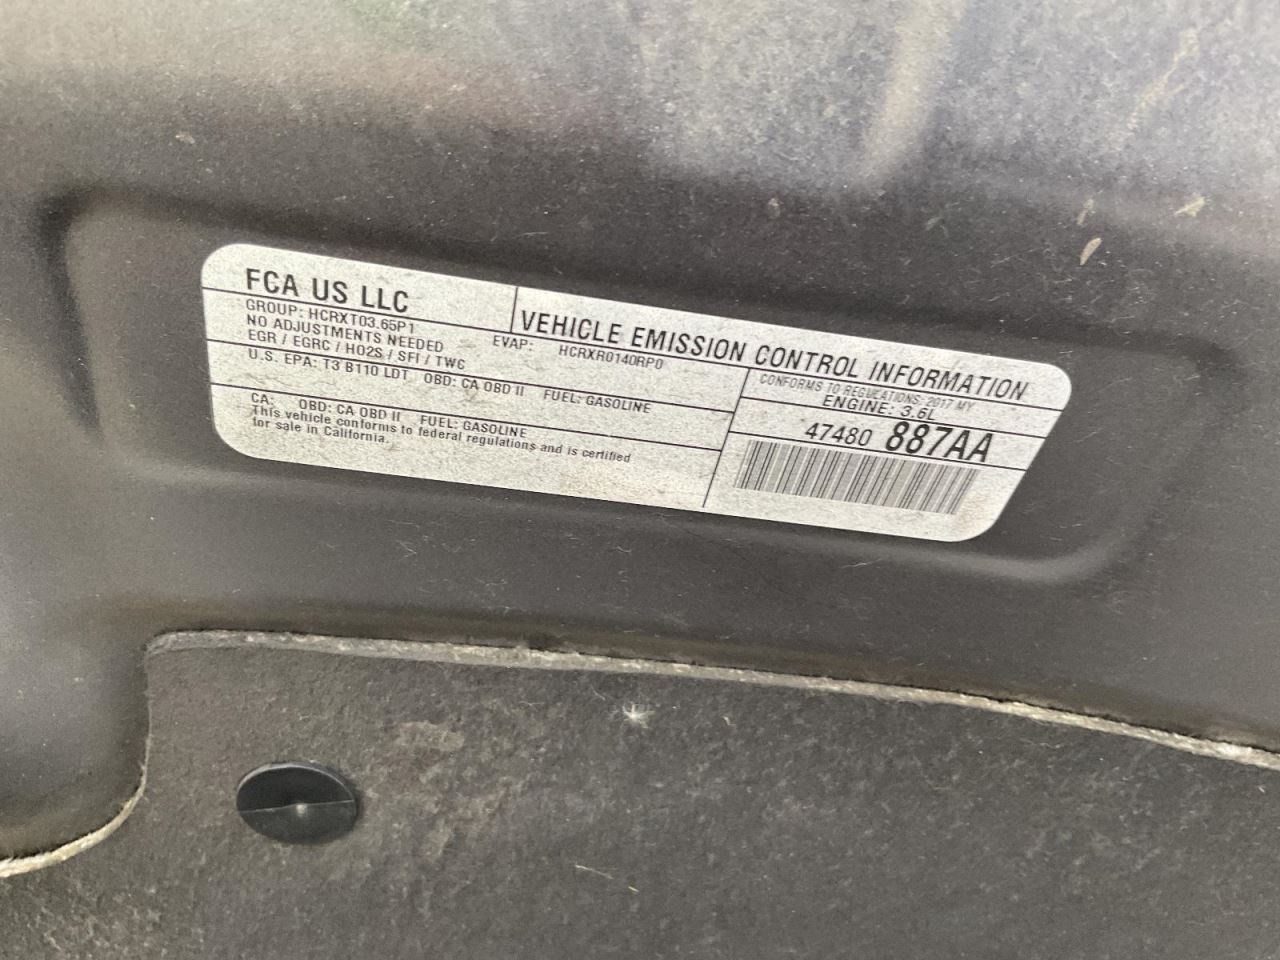 FCA US LLC
VEHICLE EMISSION CONTROL INFORMATION
GROUP: HCRXT03.65P1 EVAP: HCRXR0140RP0
NO ADJUSTMENTS NEEDED
EGR / EGRC / HO2S / SFI / TWC
U.S. EPA: T3 B110 LDT OBD: CA OBD II FUEL: GASOLINE
CA: OBD: CA OBD II FUEL: GASOLINE
This vehicle conforms to federal regulations and is certified
for sale in California.
CONFORMS TO REGULATIONS: 2017 MY
ENGINE: 3.6L
47480 887AA